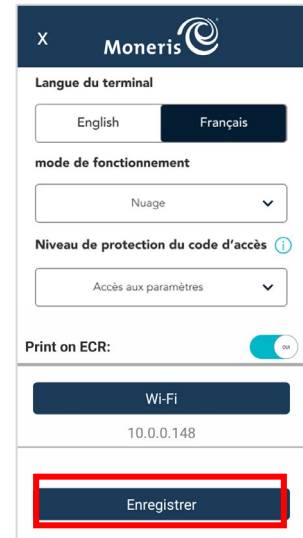 X Moneris
Langue du terminal
English Français
mode de fonctionnement
Nuage
Niveau de protection du code d'accès i
Accès aux paramètres
Print on ECR: OUI
Wi-Fi
10.0.0.148
Enregistrer